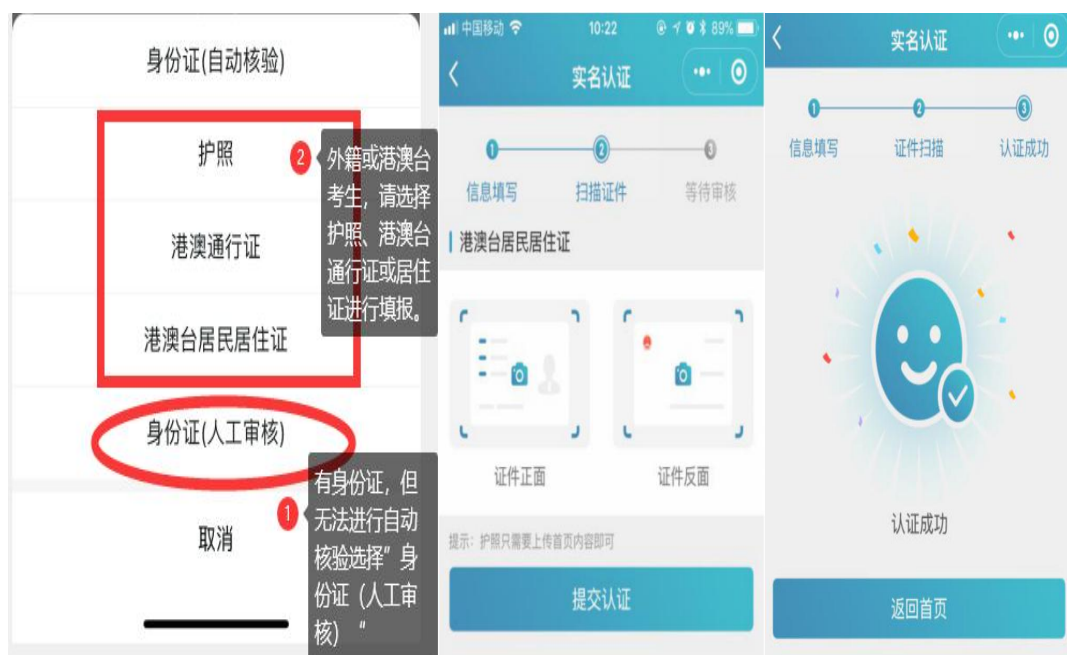 身份证(自动核验)
护照
港澳通行证
港澳台居民居住证
身份证(人工审核)
取消
2
外籍或港澳台
考生，请选择
护照、港澳台
通行证或居住
证进行填报。
1
有身份证，但
无法进行自动
核验选择”身
份证（人工审
核）“
中国移动
10:22
89%
实名认证
1
2
3
信息填写
扫描证件
等待审核
港澳台居民居住证
证件正面
证件反面
提示：护照只需要上传首页内容即可
提交认证
实名认证
1
2
3
信息填写
证件扫描
认证成功
认证成功
返回首页